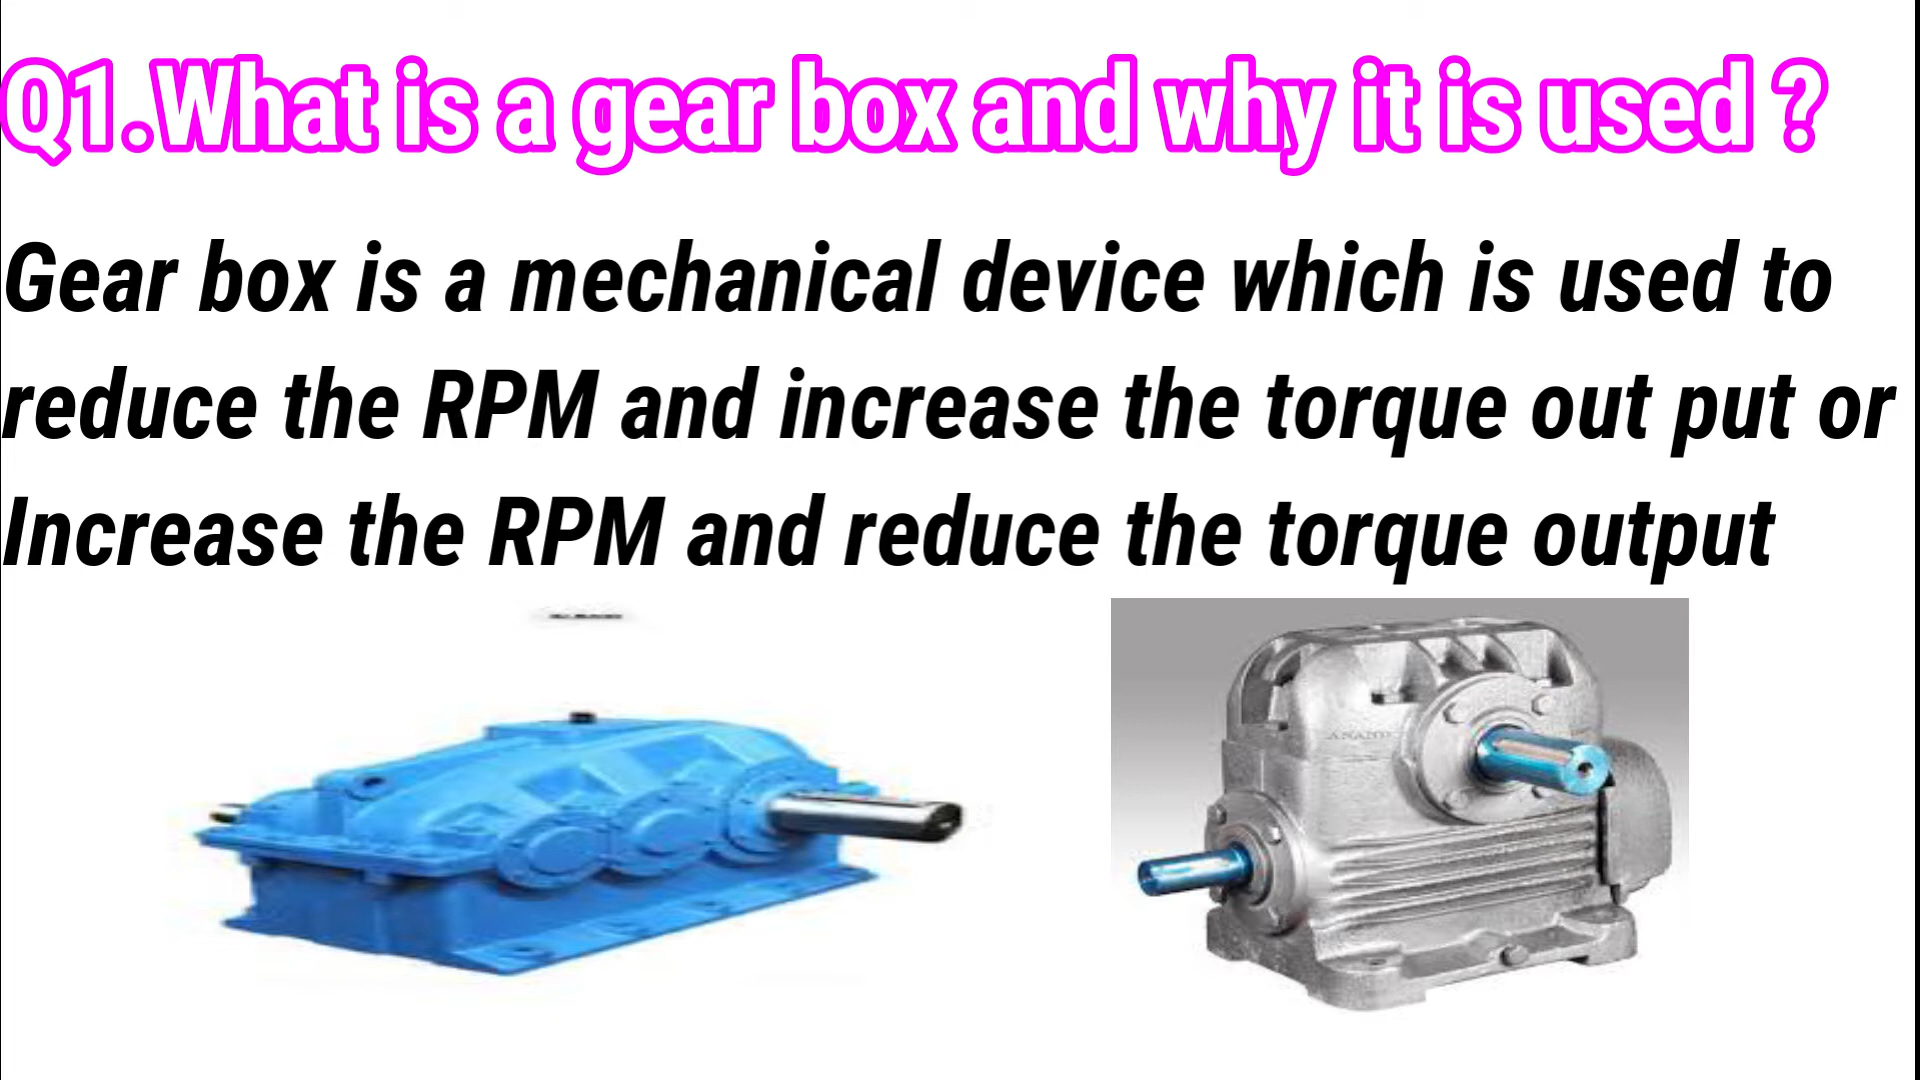 Q1.What is a gear box and why it is used ?
Gear box is a mechanical device which is used to
reduce the RPM and increase the torque out put or
Increase the RPM and reduce the torque output